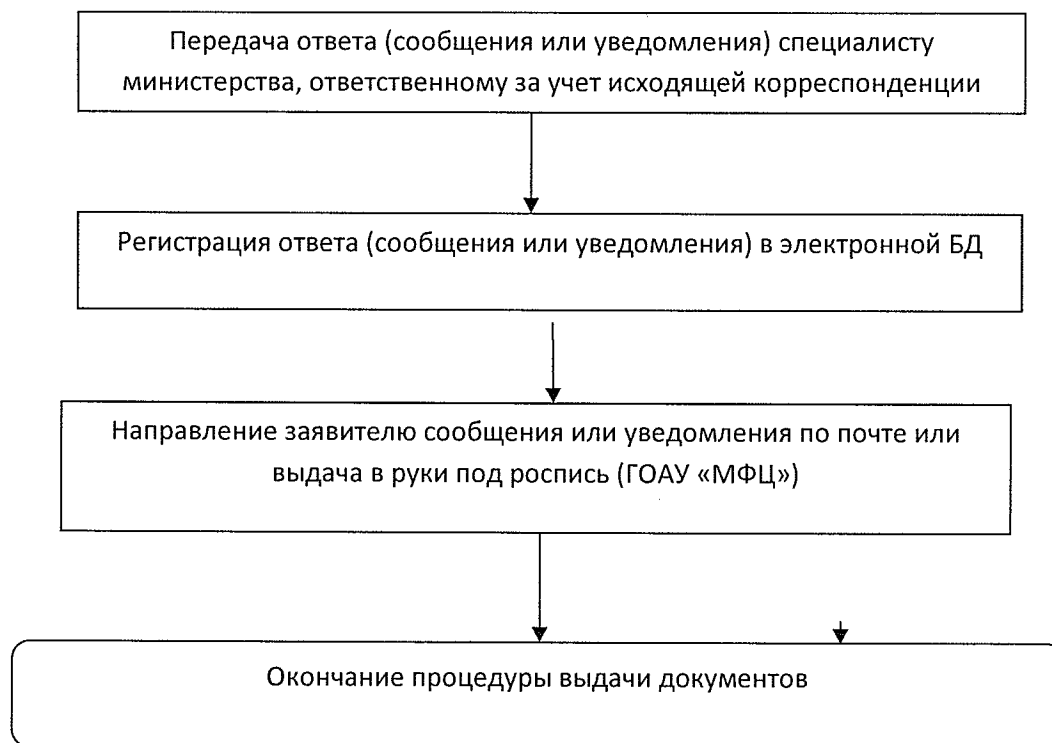 Передача ответа (сообщения или уведомления) специалисту
министерства, ответственному за учет исходящей корреспонденции
Регистрация ответа (сообщения или уведомления) в электронной БД
Направление заявителю сообщения или уведомления по почте или
выдача в руки под роспись (ГОАУ «МФЦ»)
Окончание процедуры выдачи документов